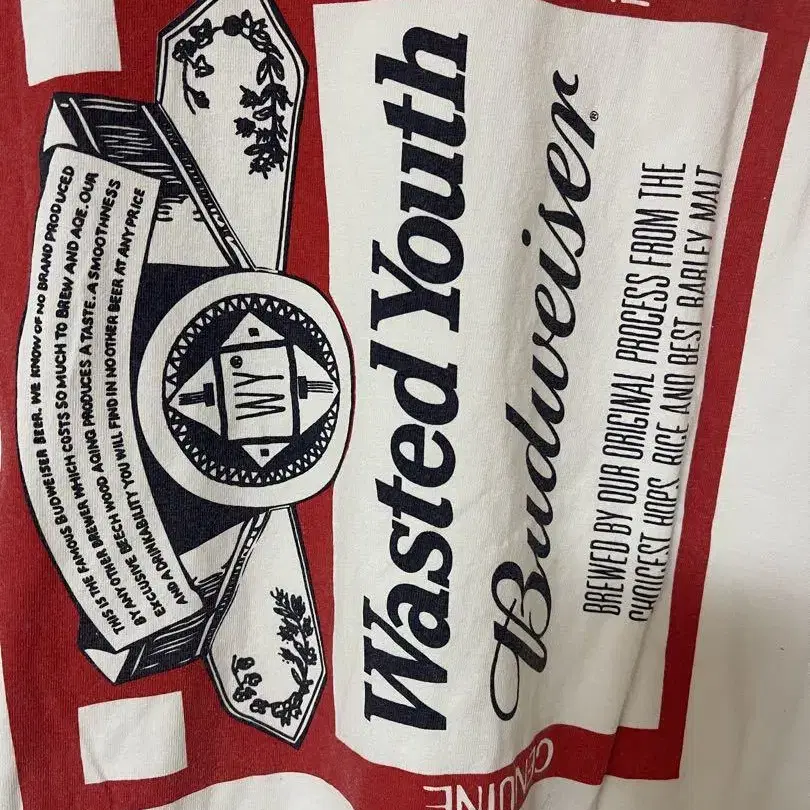 THIS IS THE FAMOUS BUDWEISER BEER. WE KNOW OF NO BRAND PRODUCED
BY ANY OTHER BREWER WHICH COSTS SO MUCH TO BREW AND AGE. OUR
EXCLUSIVE BEECH WOOD AGING PRODUCES A TASTE. A SMOOTHNESS
AND A DRINKABILITY YOU WILL FIND IN NO OTHER BEER AT ANY PRICE
WY®
Wasted Youth
Budweiser®
BREWED BY OUR ORIGINAL PROCESS FROM THE
CHOICEST HOPS, RICE AND BEST BARLEY MALT
GENUINE